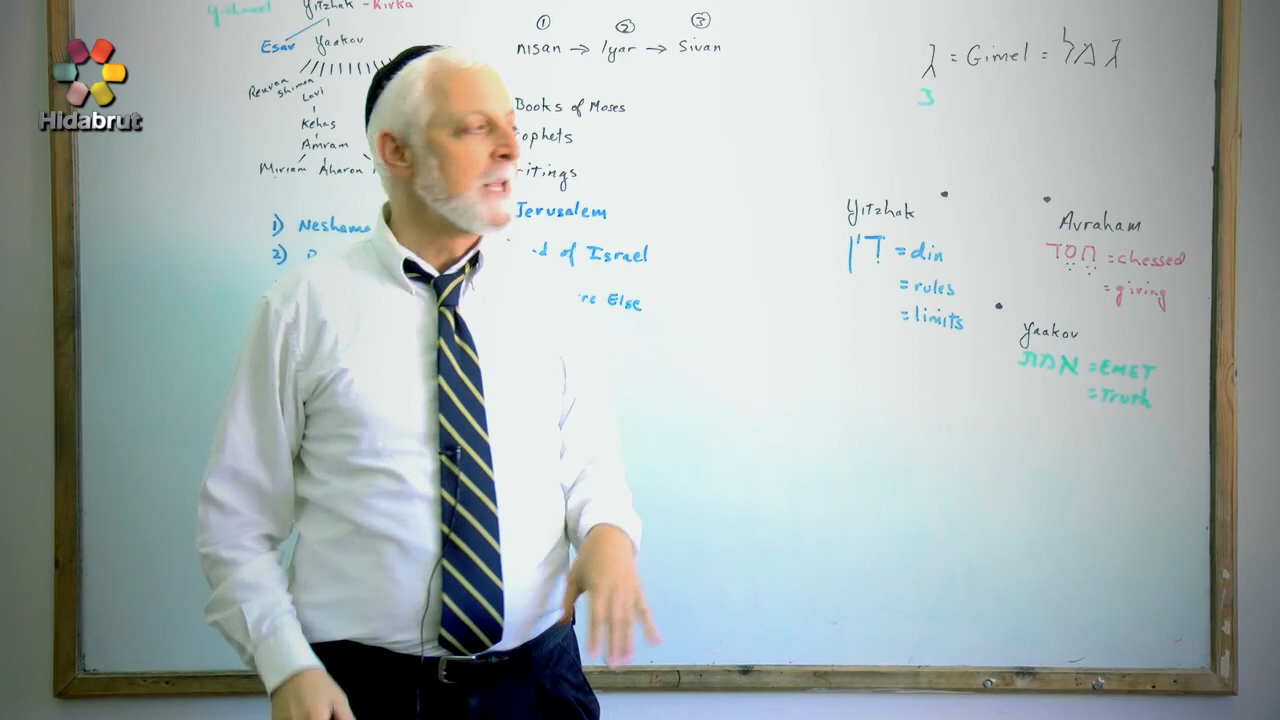 Yishmael
Yitzhak - Rivka
Esav Yaakov
Reuven Shimon Levi
Kehas
Amram
Miriam Aharon
1) Neshama
2)
① ② ③
nisan → Iyar → Sivan
Books of Moses
ophets
itings
Jerusalem
d of Israel
re Else
ג = Gimel = גמל
3
Yitzhak
דין = din
= rules
= limits
Avraham
חסד = chessed
= giving
Yaakov
אמת = EMET
= Truth
Hidabrut